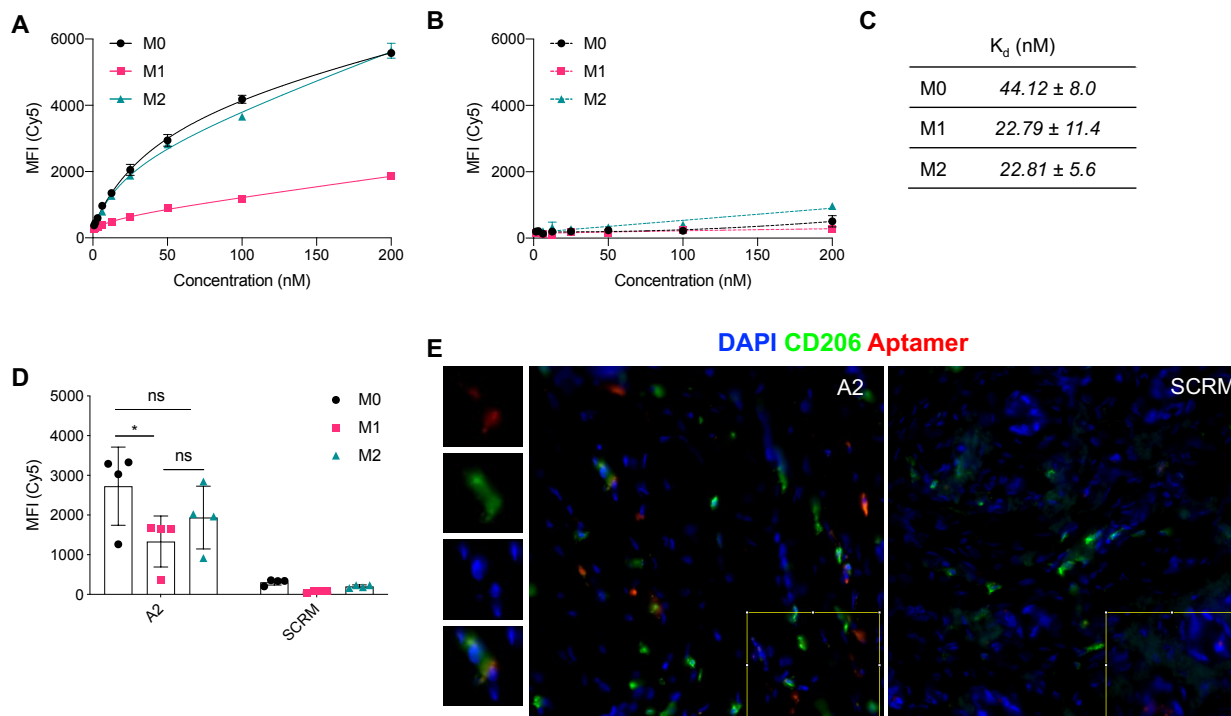 A
6000
4000
2000
0
MFI (Cy5)
M0
M1
M2
0
50
100
150
200
Concentration (nM)
B
6000
4000
2000
0
MFI (Cy5)
M0
M1
M2
0
50
100
150
200
Concentration (nM)
C
Kd (nM)
M0 44.12 ± 8.0
M1 22.79 ± 11.4
M2 22.81 ± 5.6
D
5000
4000
3000
2000
1000
0
MFI (Cy5)
ns
*
ns
M0
M1
M2
A2
SCRM
E
DAPI CD206 Aptamer
A2
SCRM